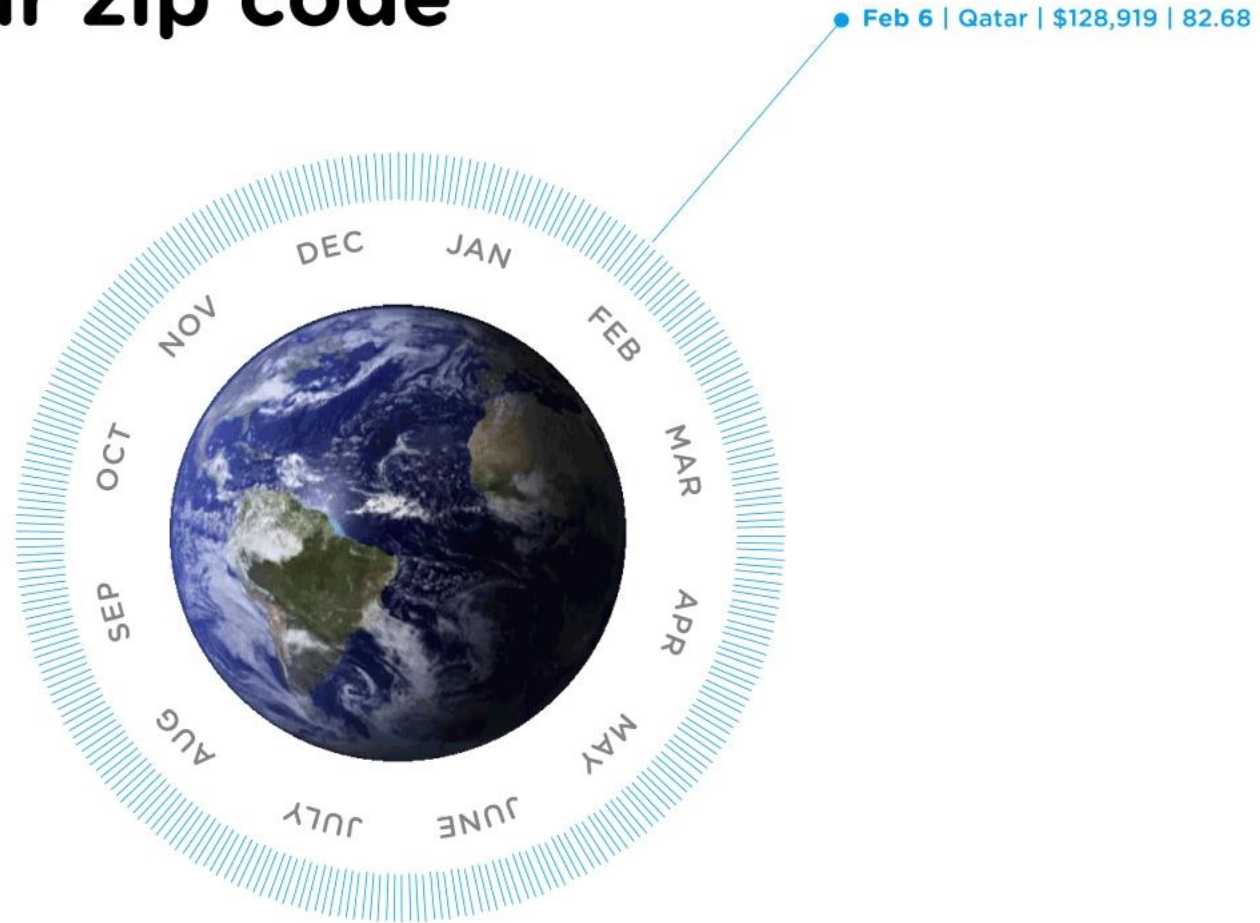 zip code
Feb 6 | Qatar | $128,919 | 82.68
DEC
JAN
NOV
FEB
OCT
MAR
SEP
APR
AUG
MAY
JULY
JUNE